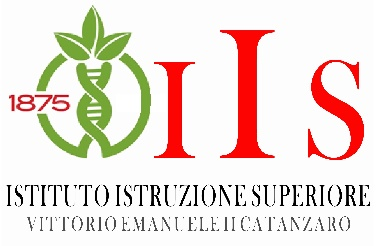 1875
IIS
ISTITUTO ISTRUZIONE SUPERIORE
VITTORIO EMANUELE II CATANZARO